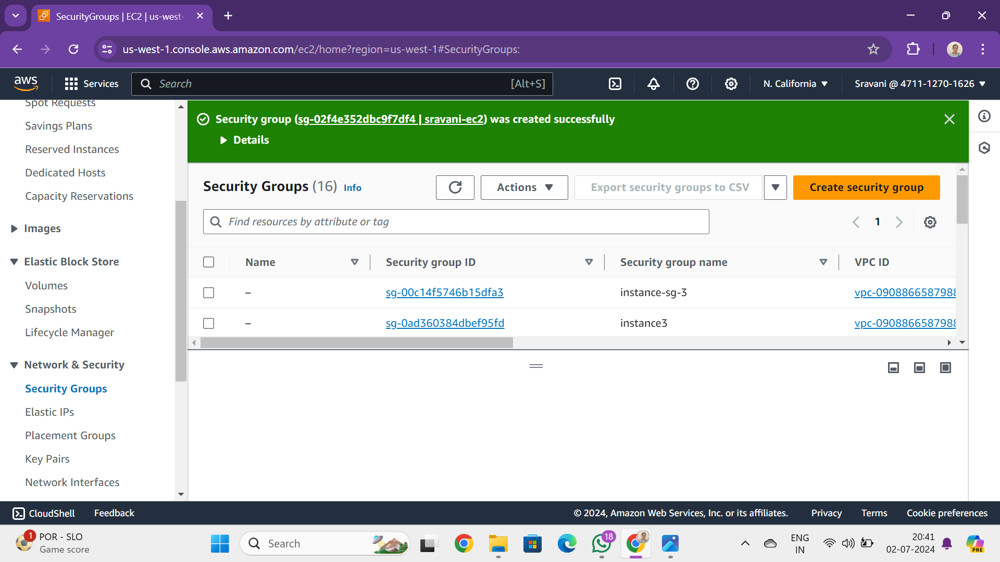 SecurityGroups | EC2 | us-west-
us-west-1.console.aws.amazon.com/ec2/home?region=us-west-1#SecurityGroups:
aws
Services
Search
[Alt+S]
N. California
Sravani @ 4711-1270-1626
Spot Requests
Savings Plans
Reserved Instances
Dedicated Hosts
Capacity Reservations
Images
Elastic Block Store
Volumes
Snapshots
Lifecycle Manager
Network & Security
Security Groups
Elastic IPs
Placement Groups
Key Pairs
Network Interfaces
Security group (sg-02f4e352dbc9f7df4 | sravani-ec2) was created successfully
Details
Security Groups (16) Info
Actions
Export security groups to CSV
Create security group
Find resources by attribute or tag
1
Name
Security group ID
Security group name
VPC ID
–
sg-00c14f5746b15dfa3
instance-sg-3
vpc-0908866587988
–
sg-0ad360384dbef95fd
instance3
vpc-0908866587988
CloudShell
Feedback
© 2024, Amazon Web Services, Inc. or its affiliates.
Privacy
Terms
Cookie preferences
1
POR - SLO
Game score
Search
18
ENG
IN
20:41
02-07-2024
PRE